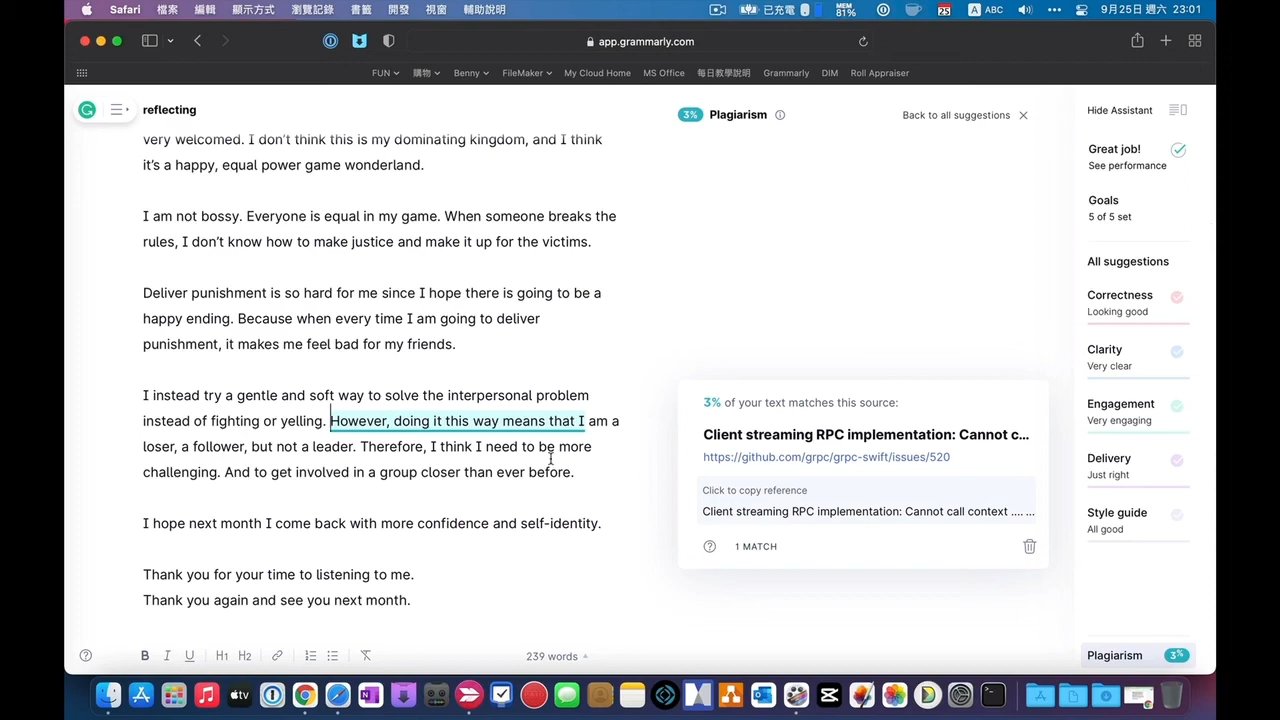 Safari 檔案 編輯 顯示方式 瀏覽記錄 書籤 開發 視窗 輔助說明 已充電 MEM 81% 25 A ABC 9月25日 週六 23:01
app.grammarly.com
FUN 購物 Benny FileMaker My Cloud Home MS Office 每日教學說明 Grammarly DIM Roll Appraiser
reflecting
very welcomed. I don't think this is my dominating kingdom, and I think
it's a happy, equal power game wonderland.
I am not bossy. Everyone is equal in my game. When someone breaks the
rules, I don't know how to make justice and make it up for the victims.
Deliver punishment is so hard for me since I hope there is going to be a
happy ending. Because when every time I am going to deliver
punishment, it makes me feel bad for my friends.
I instead try a gentle and soft way to solve the interpersonal problem
instead of fighting or yelling. However, doing it this way means that I am a
loser, a follower, but not a leader. Therefore, I think I need to be more
challenging. And to get involved in a group closer than ever before.
I hope next month I come back with more confidence and self-identity.
Thank you for your time to listening to me.
Thank you again and see you next month.
B I U H1 H2 239 words
3% Plagiarism Back to all suggestions
3% of your text matches this source:
Client streaming RPC implementation: Cannot c...
https://github.com/grpc/grpc-swift/issues/520
Click to copy reference
Client streaming RPC implementation: Cannot call context .... ...
1 MATCH
Hide Assistant
Great job!
See performance
Goals
5 of 5 set
All suggestions
Correctness
Looking good
Clarity
Very clear
Engagement
Very engaging
Delivery
Just right
Style guide
All good
Plagiarism 3%
tv